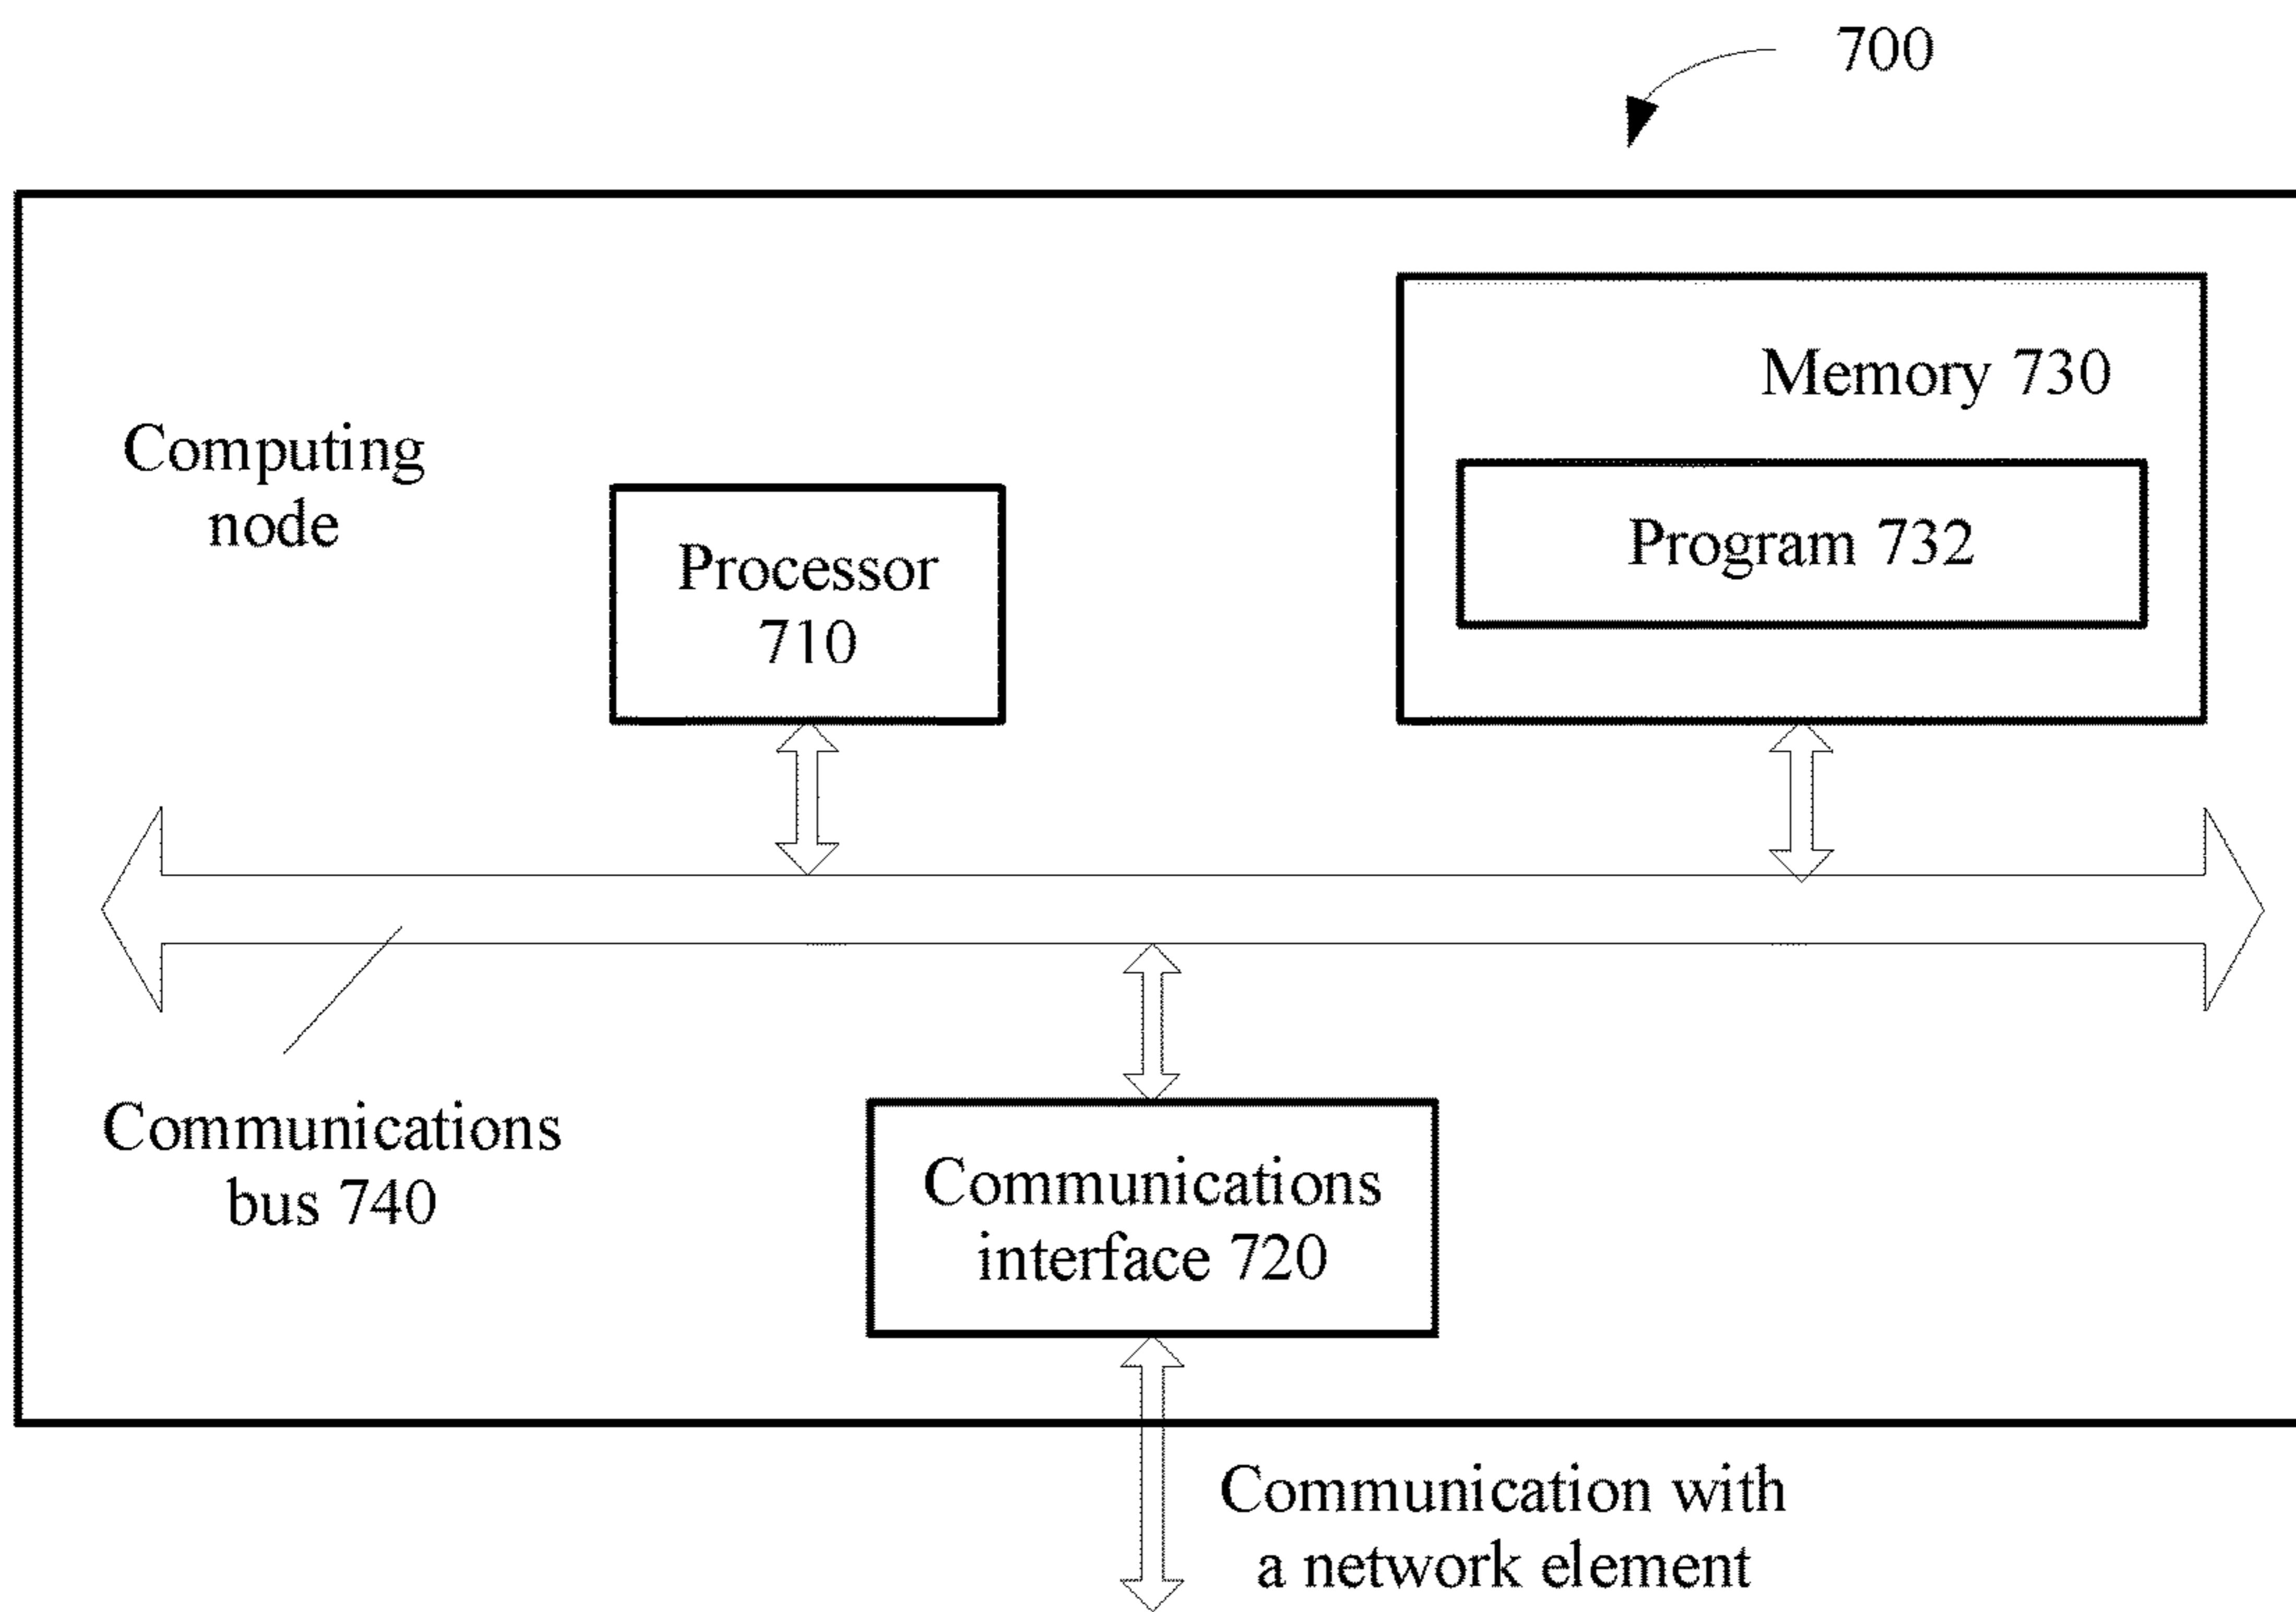 700
Memory 730
Computing
node
Program 732
Processor
710
Communications
bus 740
Communications
interface 720
Communication with
a network element